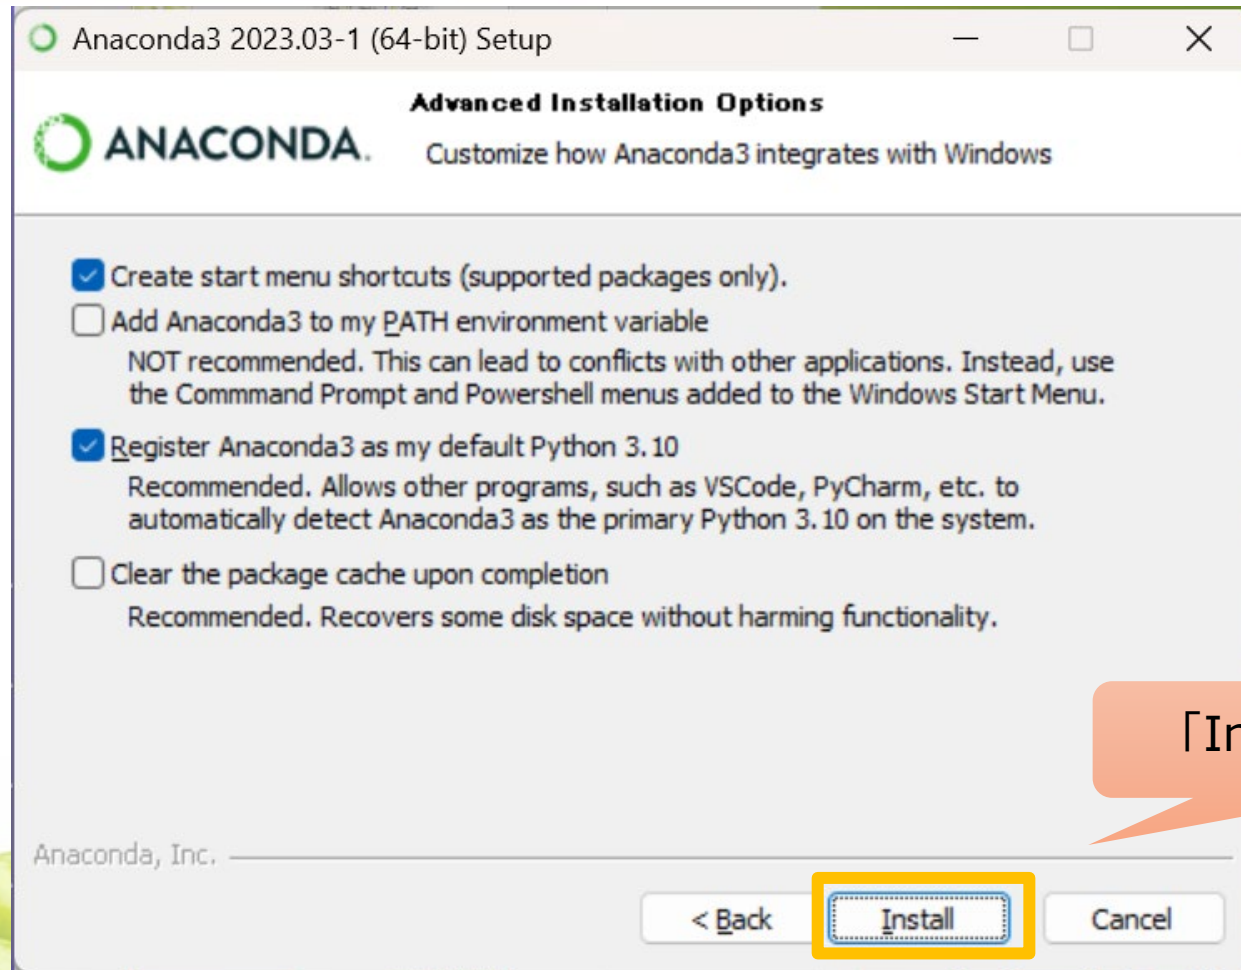 Anaconda3 2023.03-1 (64-bit) Setup
Advanced Installation Options
ANACONDA.
Customize how Anaconda3 integrates with Windows
Create start menu shortcuts (supported packages only).
Add Anaconda3 to my PATH environment variable
NOT recommended. This can lead to conflicts with other applications. Instead, use
the Commmand Prompt and Powershell menus added to the Windows Start Menu.
Register Anaconda3 as my default Python 3.10
Recommended. Allows other programs, such as VSCode, PyCharm, etc. to
automatically detect Anaconda3 as the primary Python 3.10 on the system.
Clear the package cache upon completion
Recommended. Recovers some disk space without harming functionality.
Anaconda, Inc.
< Back
Install
Cancel